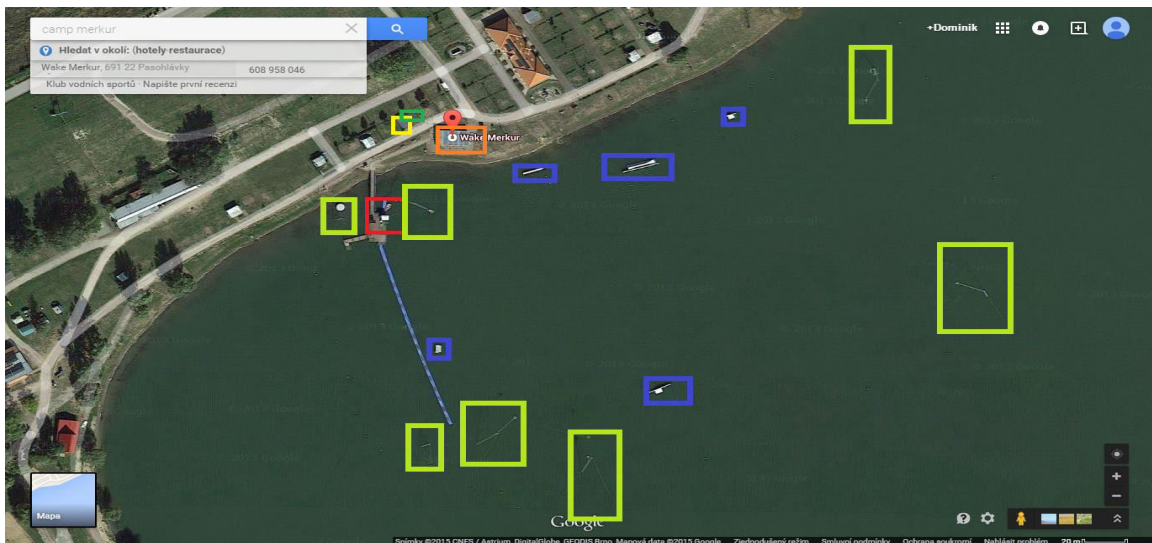 camp merkur
+Dominik
Hledat v okolí: (hotely·restaurace)
Wake Merkur, 691 22 Pasohlávky
608 958 046
Klub vodních sportů · Napište první recenzi
Wake Merkur
Mapa
Google
Snímky ©2015 CNES / Astrium, DigitalGlobe, GEODIS Brno, Mapová data ©2015 Google Zjednodušený režim Smluvní podmínky Ochrana soukromí Nahlásit problém 20 m